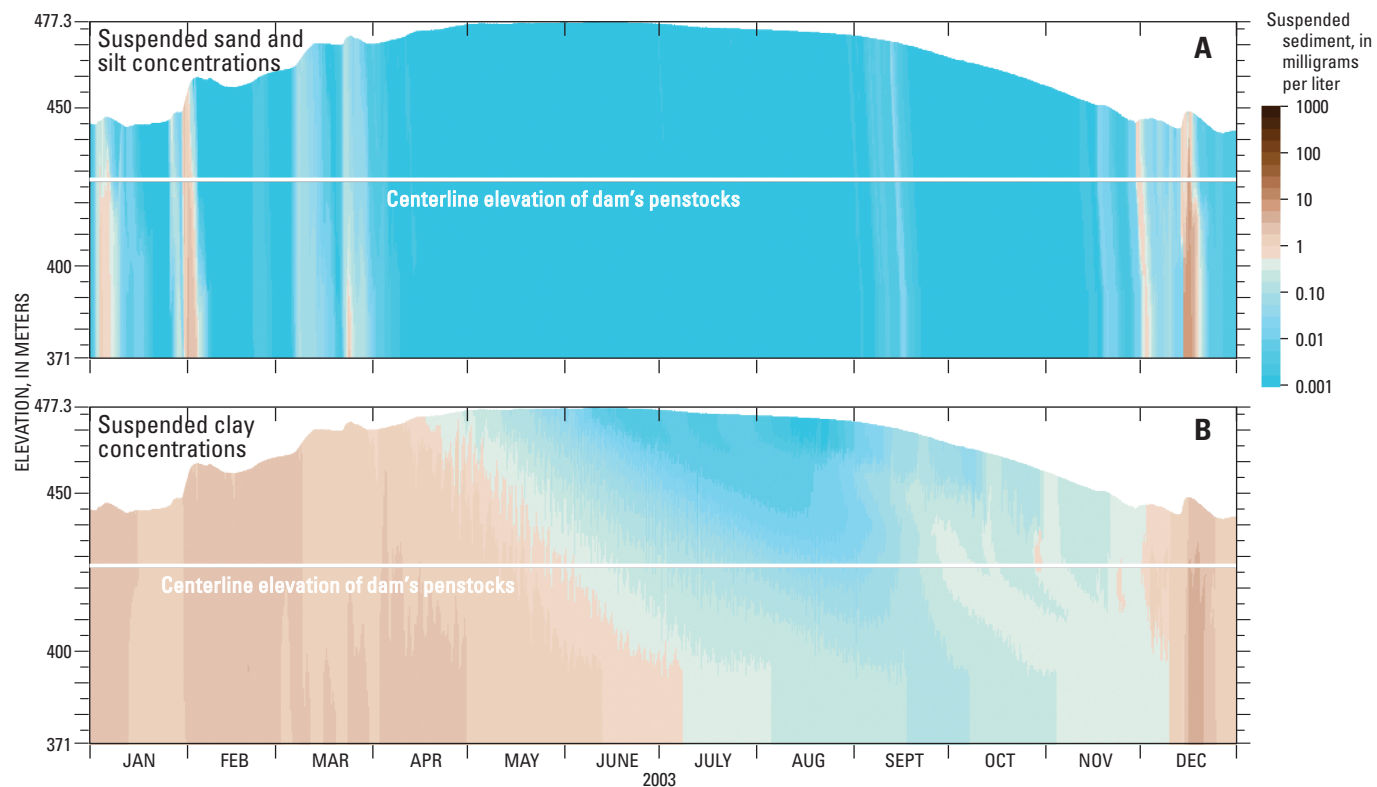 Suspended sand and
silt concentrations
A
477.3
450
400
371
Centerline elevation of dam's penstocks
Suspended
sediment, in
milligrams
per liter
1000
100
10
1
0.10
0.01
0.001
ELEVATION, IN METERS
Suspended clay
concentrations
B
477.3
450
400
371
Centerline elevation of dam's penstocks
JAN FEB MAR APR MAY JUNE JULY AUG SEPT OCT NOV DEC
2003